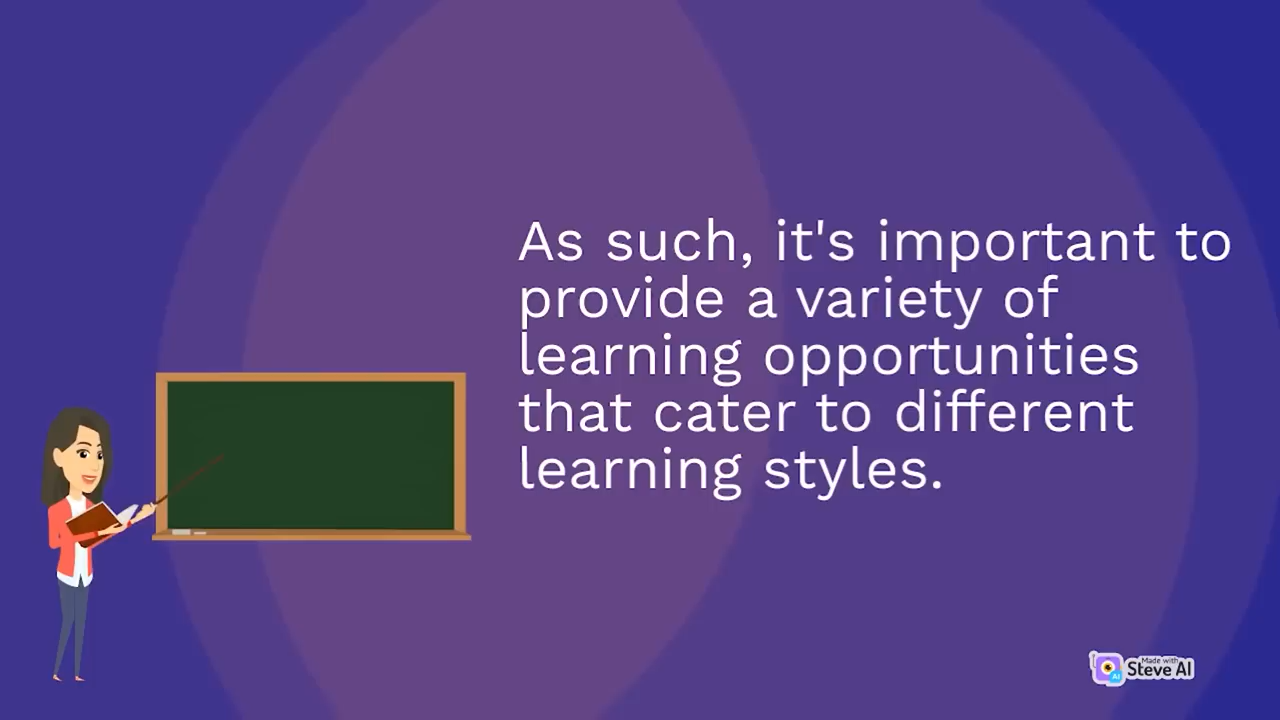 As such, it's important to
provide a variety of
learning opportunities
that cater to different
learning styles.
Made with
Steve AI
AI